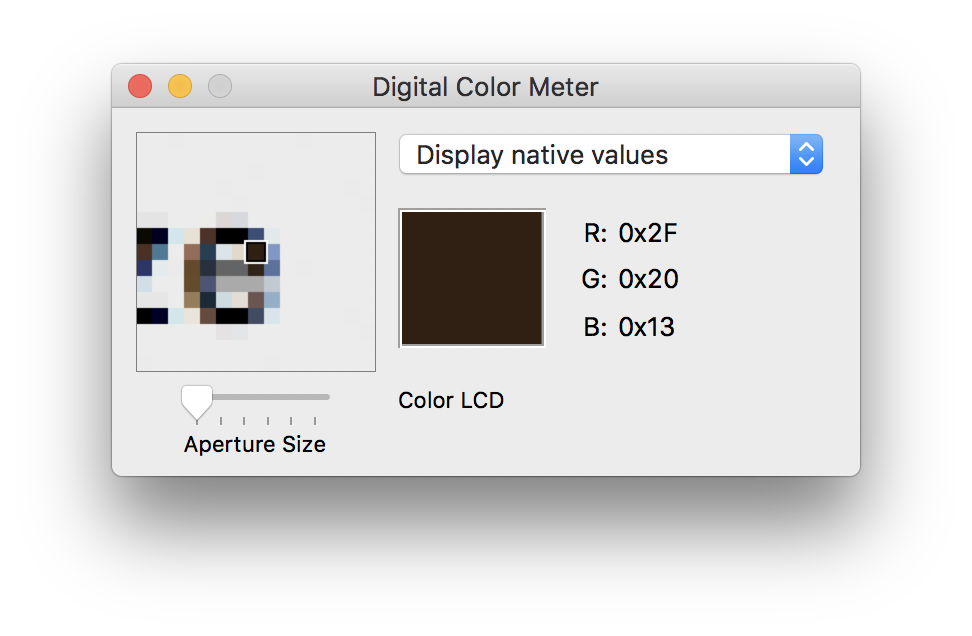 Digital Color Meter
Display native values
R: 0x2F
G: 0x20
B: 0x13
Color LCD
Aperture Size